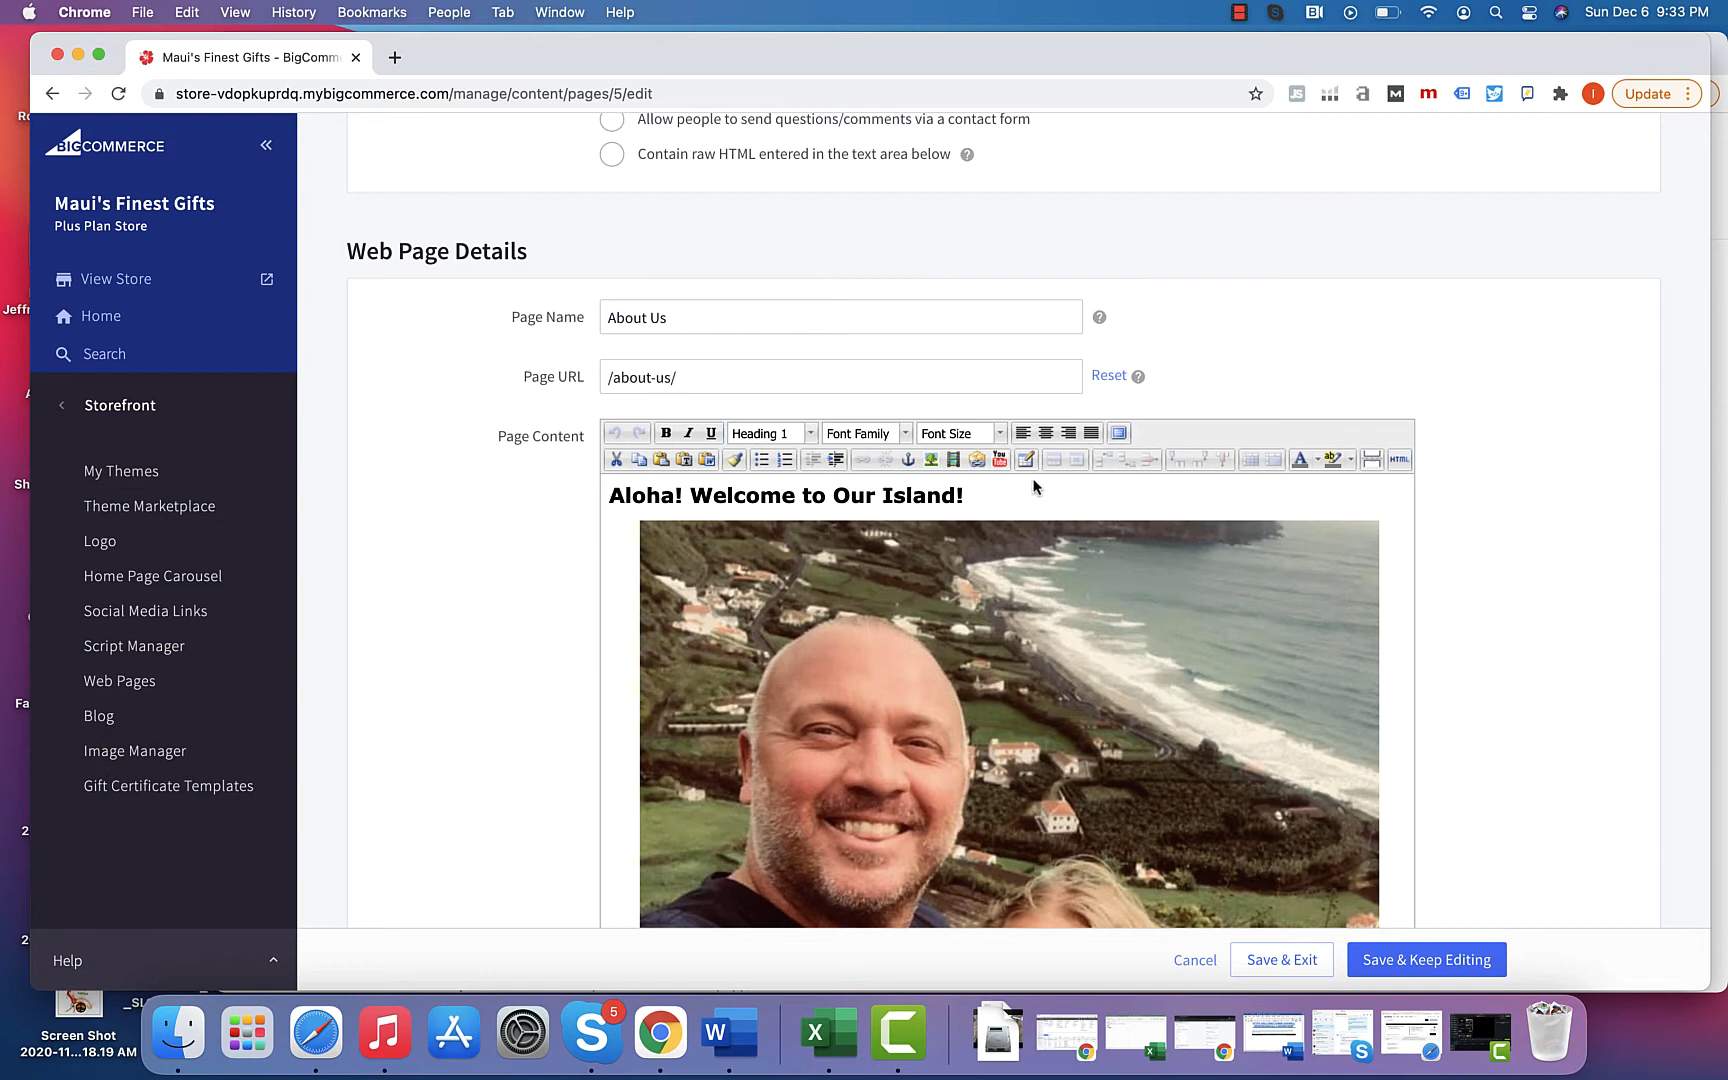 Chrome File Edit View History Bookmarks People Tab Window Help
Sun Dec 6 9:33 PM
Maui's Finest Gifts - BigComm
store-vdopkuprdq.mybigcommerce.com/manage/content/pages/5/edit
Update
BIGCOMMERCE
Maui's Finest Gifts
Plus Plan Store
View Store
Home
Search
Storefront
My Themes
Theme Marketplace
Logo
Home Page Carousel
Social Media Links
Script Manager
Web Pages
Blog
Image Manager
Gift Certificate Templates
Help
Allow people to send questions/comments via a contact form
Contain raw HTML entered in the text area below
Web Page Details
Page Name
About Us
Page URL
/about-us/
Reset
Page Content
B I U Heading 1 Font Family Font Size
You Tube
HTML
Aloha! Welcome to Our Island!
Cancel
Save & Exit
Save & Keep Editing
Jeffr
Screen Shot
2020-11...18.19 AM
5